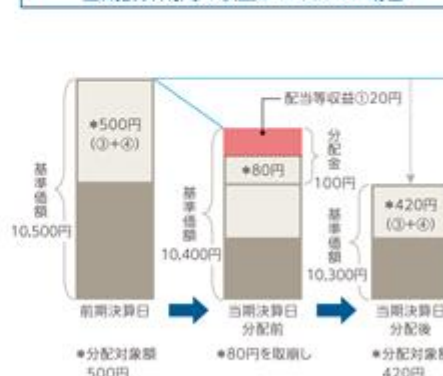 配当等収益①20円
*500円
(③+④)
*80円
分配金
100円
*420円
(③+④)
基準価額
10,500円
基準価額
10,400円
基準価額
10,300円
前期決算日
当期決算日
分配前
当期決算日
分配後
*分配対象額
500円
*80円を取崩し
*分配対象額
420円